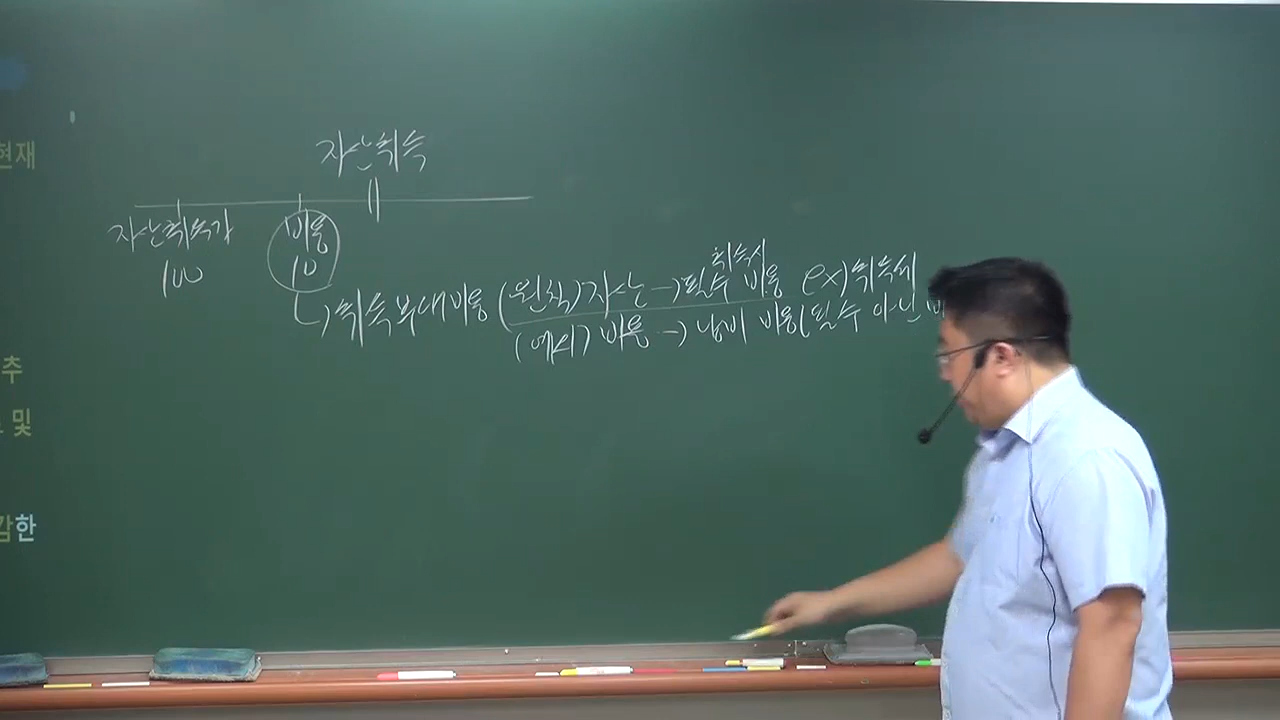 현재
자산취득
자산취득가
비용
100
10
취득시
↳취득부대비용 (원칙) 자산 → 필수 비용 ex) 취득세
(예외) 비용 → 낭비 비용(필수 아닌 비
추
및
감한